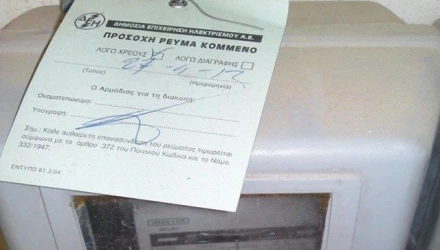 ΔΕΗ
ΔΗΜΟΣΙΑ ΕΠΙΧΕΙΡΗΣΗ ΗΛΕΚΤΡΙΣΜΟΥ Α.Ε.
ΠΡΟΣΟΧΗ ΡΕΥΜΑ ΚΟΜΜΕΝΟ
ΛΟΓΩ ΧΡΕΟΥΣ ΛΟΓΩ ΔΙΑΓΡΑΦΗΣ
27-4-12
(Τόπος) (Ημερομηνία)
Ο Αρμόδιος για τη διακοπή
Ονοματεπώνυμο:
Υπογραφή:
Σημ.: Κάθε αυθαίρετη επανασύνδεση του ρεύματος τιμωρείται
σύμφωνα με το άρθρο 372 του Ποινικού Κώδικα και το Νόμο
332/1947.
ΕΝΤΥΠΟ 61.3/04